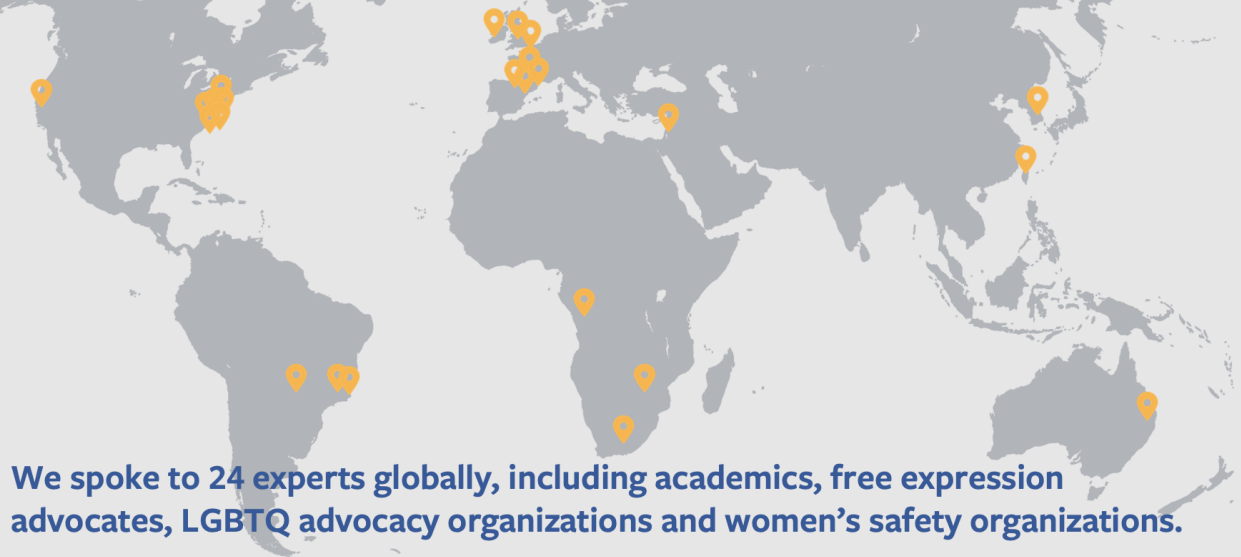 We spoke to 24 experts globally, including academics, free expression
advocates, LGBTQ advocacy organizations and women’s safety organizations.